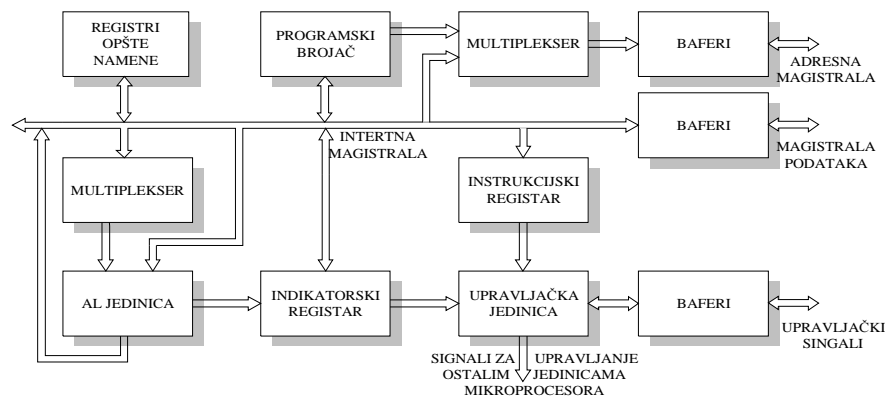 REGISTRI
OPŠTE
NAMENE
PROGRAMSKI
BROJAČ
MULTIPLEKSER
BAFERI
ADRESNA
MAGISTRALA
INTERTNA
MAGISTRALA
BAFERI
MAGISTRALA
PODATAKA
MULTIPLEKSER
INSTRUKCIJSKI
REGISTAR
AL JEDINICA
INDIKATORSKI
REGISTAR
UPRAVLJAČKA
JEDINICA
BAFERI
UPRAVLJAČKI
SINGALI
SIGNALI ZA UPRAVLJANJE
OSTALIM JEDINICAMA
MIKROPROCESORA